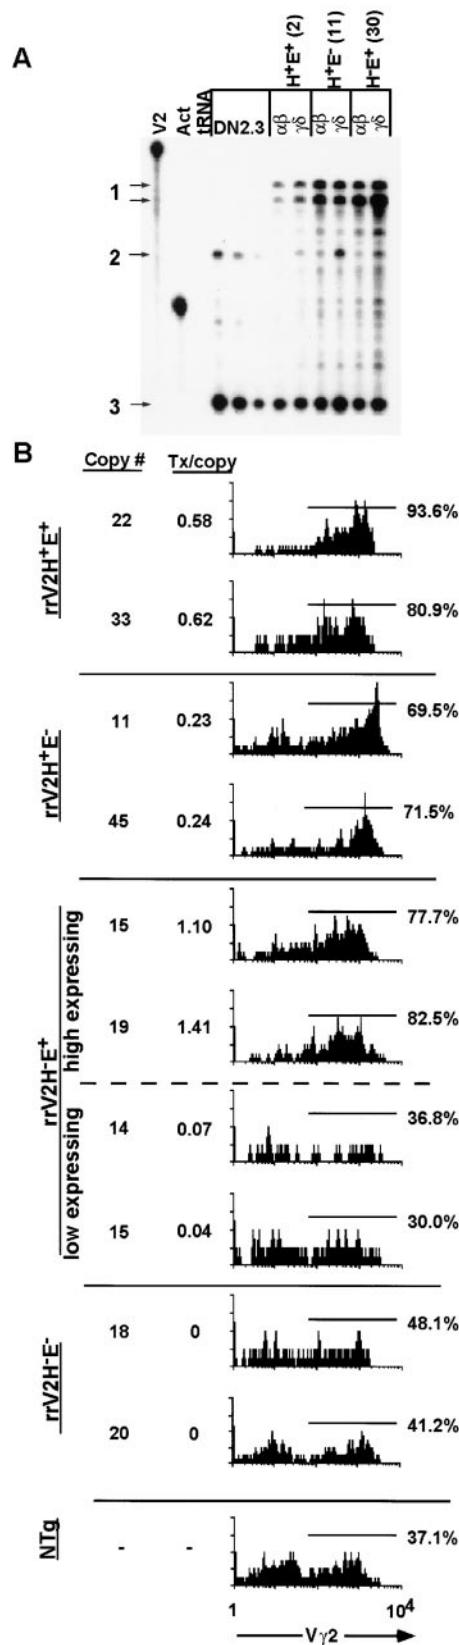 A
H+E+ (2)
H+E- (11)
H-E+ (30)
V2
Act
tRNA
DN2.3
αβ
γδ
αβ
γδ
αβ
γδ
1
2
3
B
Copy # Tx/copy
rrV2H+E+
22 0.58 93.6%
33 0.62 80.9%
rrV2H+E-
11 0.23 69.5%
45 0.24 71.5%
rrV2H-E+
high expressing
15 1.10 77.7%
19 1.41 82.5%
low expressing
14 0.07 36.8%
15 0.04 30.0%
rrV2H-E-
18 0 48.1%
20 0 41.2%
NTg
- - 37.1%
1 10⁴
Vγ2